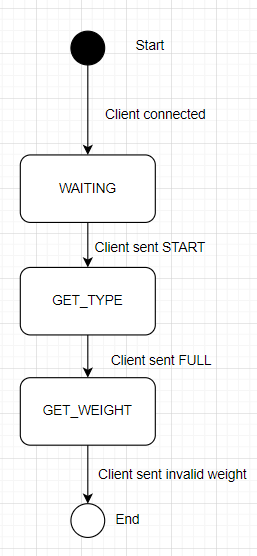 Start
Client connected
WAITING
Client sent START
GET_TYPE
Client sent FULL
GET_WEIGHT
Client sent invalid weight
End